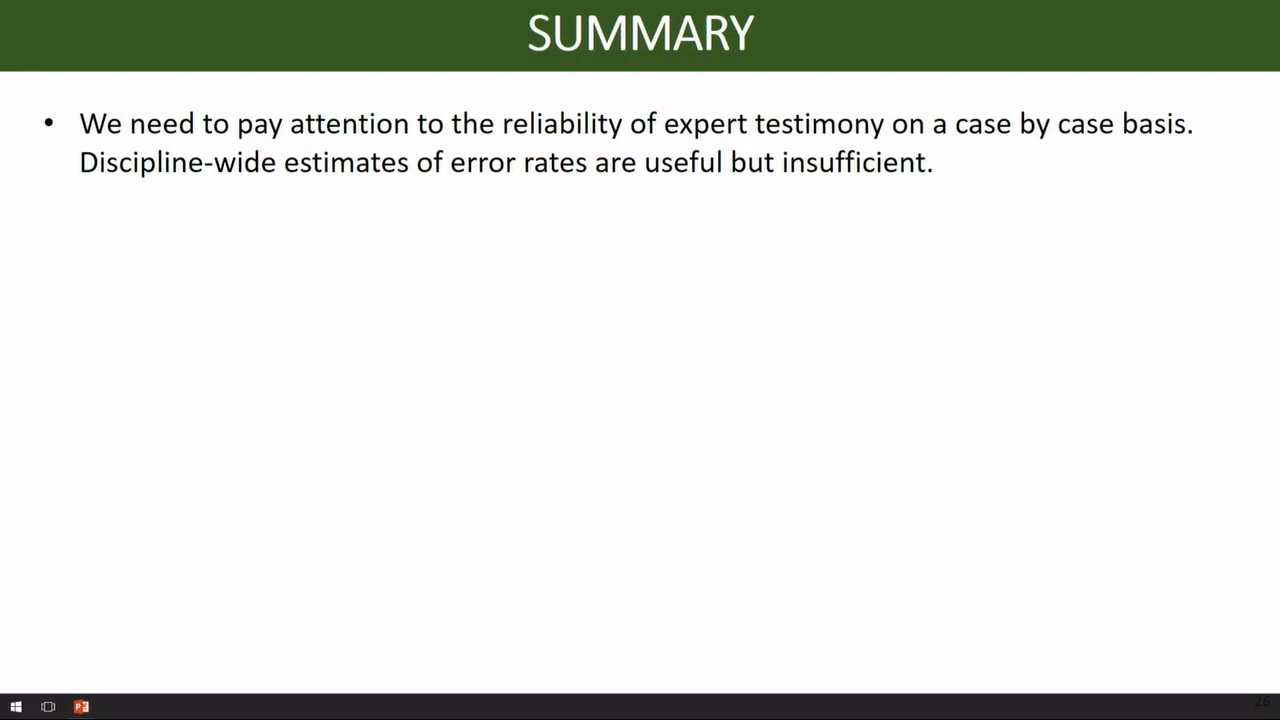 SUMMARY
• We need to pay attention to the reliability of expert testimony on a case by case basis.
Discipline-wide estimates of error rates are useful but insufficient.
26